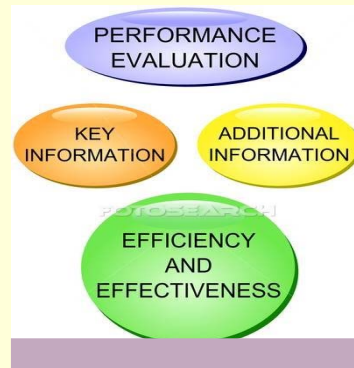 PERFORMANCE
EVALUATION
KEY
INFORMATION
ADDITIONAL
INFORMATION
FOTOSEARCH
EFFICIENCY
AND
EFFECTIVENESS